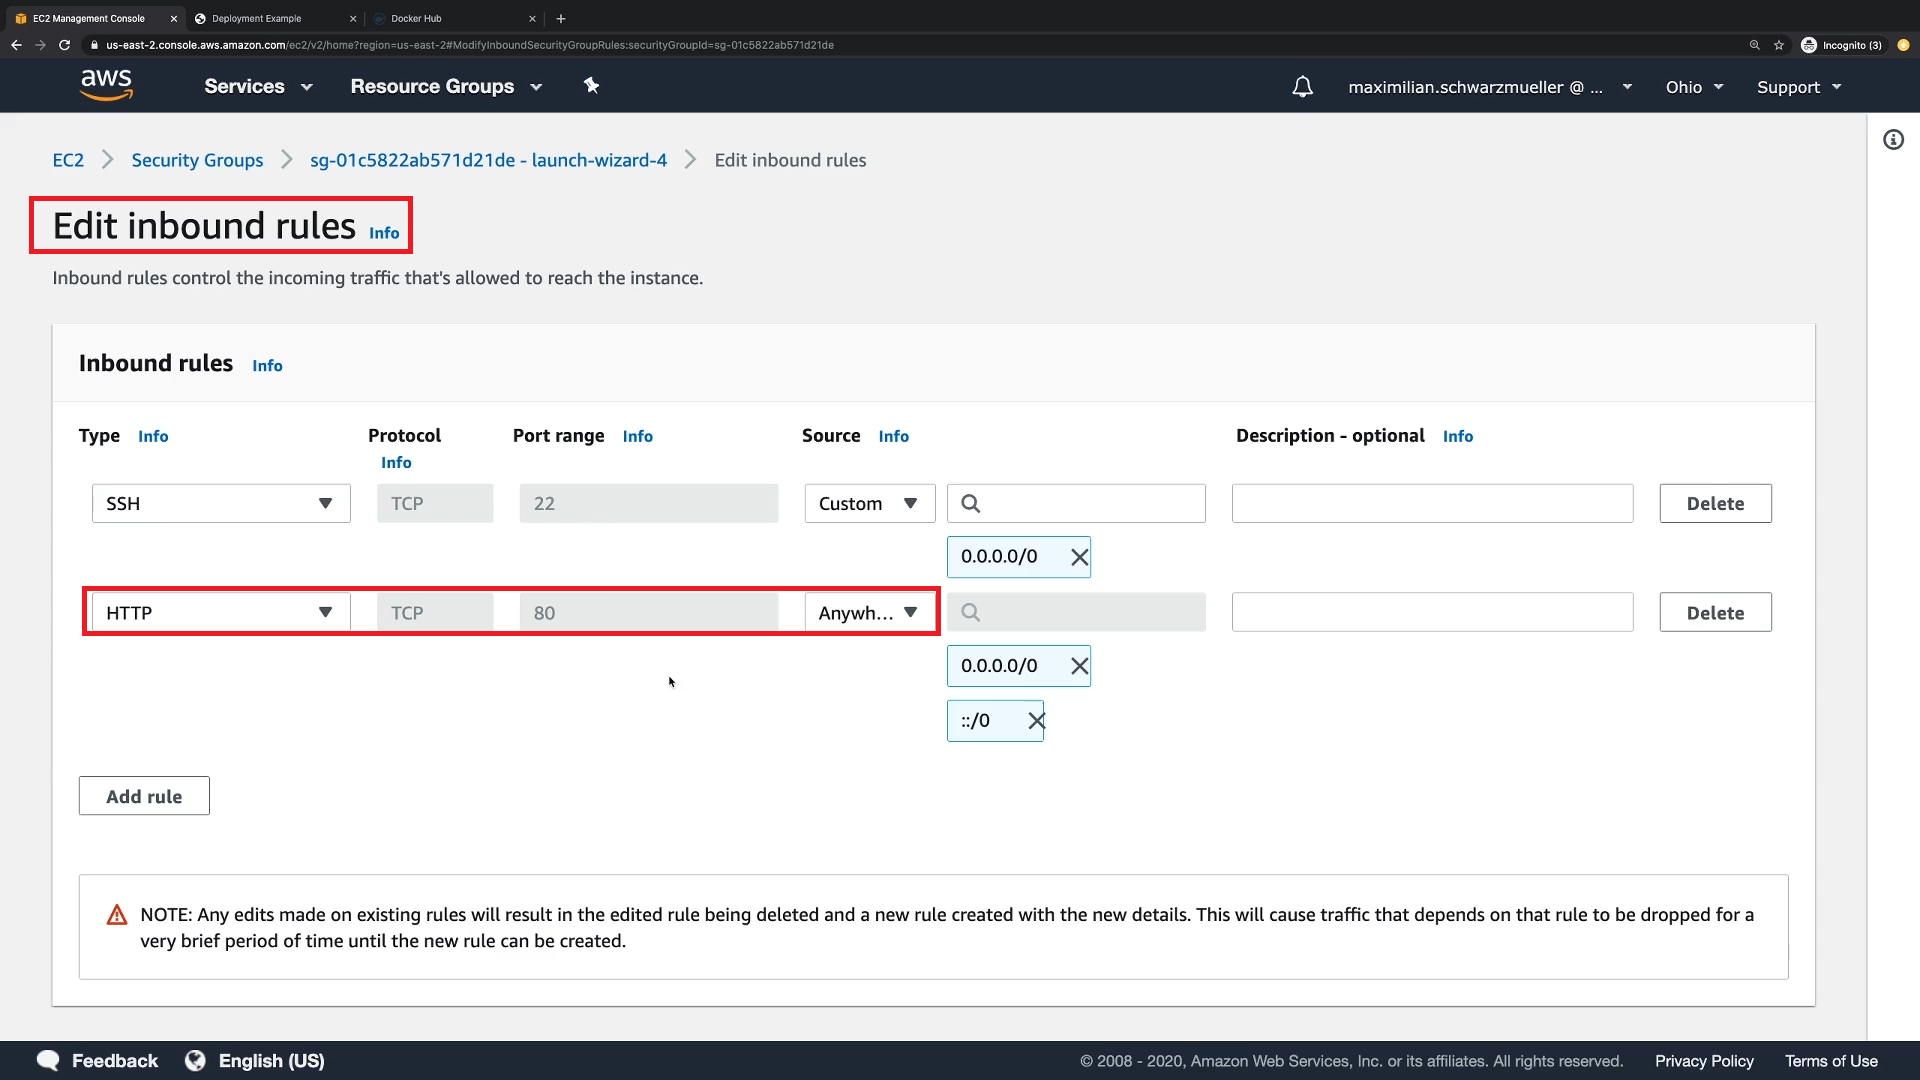 EC2 Management Console
Deployment Example
Docker Hub
us-east-2.console.aws.amazon.com/ec2/v2/home?region=us-east-2#ModifyInboundSecurityGroupRules:securityGroupId=sg-01c5822ab571d21de
Incognito (3)
aws
Services
Resource Groups
maximilian.schwarzmueller @ ...
Ohio
Support
EC2 > Security Groups > sg-01c5822ab571d21de - launch-wizard-4 > Edit inbound rules
Edit inbound rules Info
Inbound rules control the incoming traffic that's allowed to reach the instance.
Inbound rules Info
Type Info Protocol Info Port range Info Source Info Description - optional Info
SSH TCP 22 Custom Delete
0.0.0.0/0
HTTP TCP 80 Anywh... Delete
0.0.0.0/0
::/0
Add rule
NOTE: Any edits made on existing rules will result in the edited rule being deleted and a new rule created with the new details. This will cause traffic that depends on that rule to be dropped for a
very brief period of time until the new rule can be created.
Feedback
English (US)
© 2008 - 2020, Amazon Web Services, Inc. or its affiliates. All rights reserved.
Privacy Policy
Terms of Use